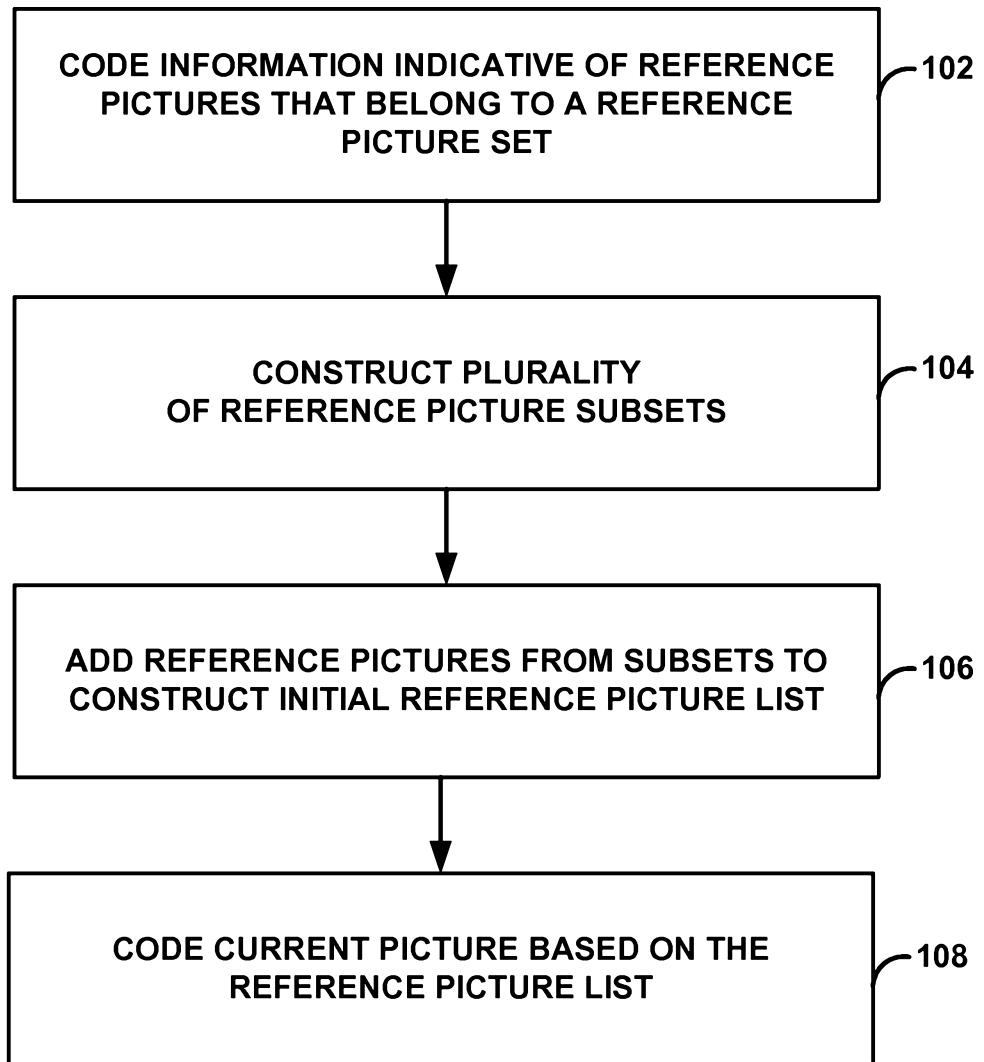 CODE INFORMATION INDICATIVE OF REFERENCE
PICTURES THAT BELONG TO A REFERENCE
PICTURE SET
102
CONSTRUCT PLURALITY
OF REFERENCE PICTURE SUBSETS
104
ADD REFERENCE PICTURES FROM SUBSETS TO
CONSTRUCT INITIAL REFERENCE PICTURE LIST
106
CODE CURRENT PICTURE BASED ON THE
REFERENCE PICTURE LIST
108